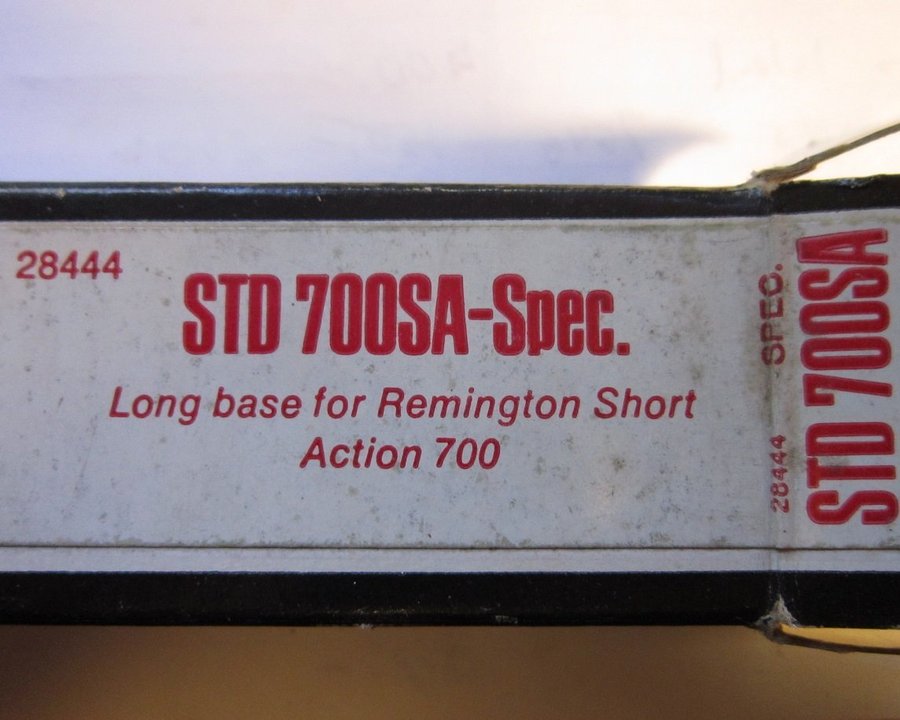 28444
STD 700SA-Spec.
Long base for Remington Short
Action 700
28444 SPEC.
STD 700SA